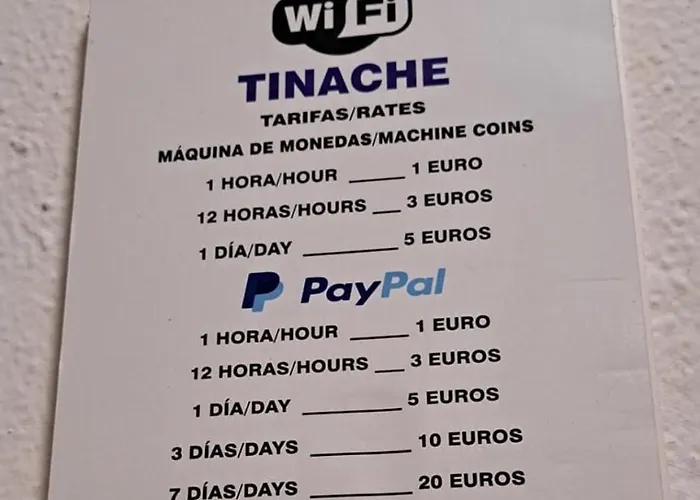 Wi Fi
TINACHE
TARIFAS/RATES
MÁQUINA DE MONEDAS/MACHINE COINS
1 HORA/HOUR ______ 1 EURO
12 HORAS/HOURS ___ 3 EUROS
1 DÍA/DAY __________ 5 EUROS
PayPal
1 HORA/HOUR ______ 1 EURO
12 HORAS/HOURS ___ 3 EUROS
1 DÍA/DAY __________ 5 EUROS
3 DÍAS/DAYS __________ 10 EUROS
7 DÍAS/DAYS __________ 20 EUROS